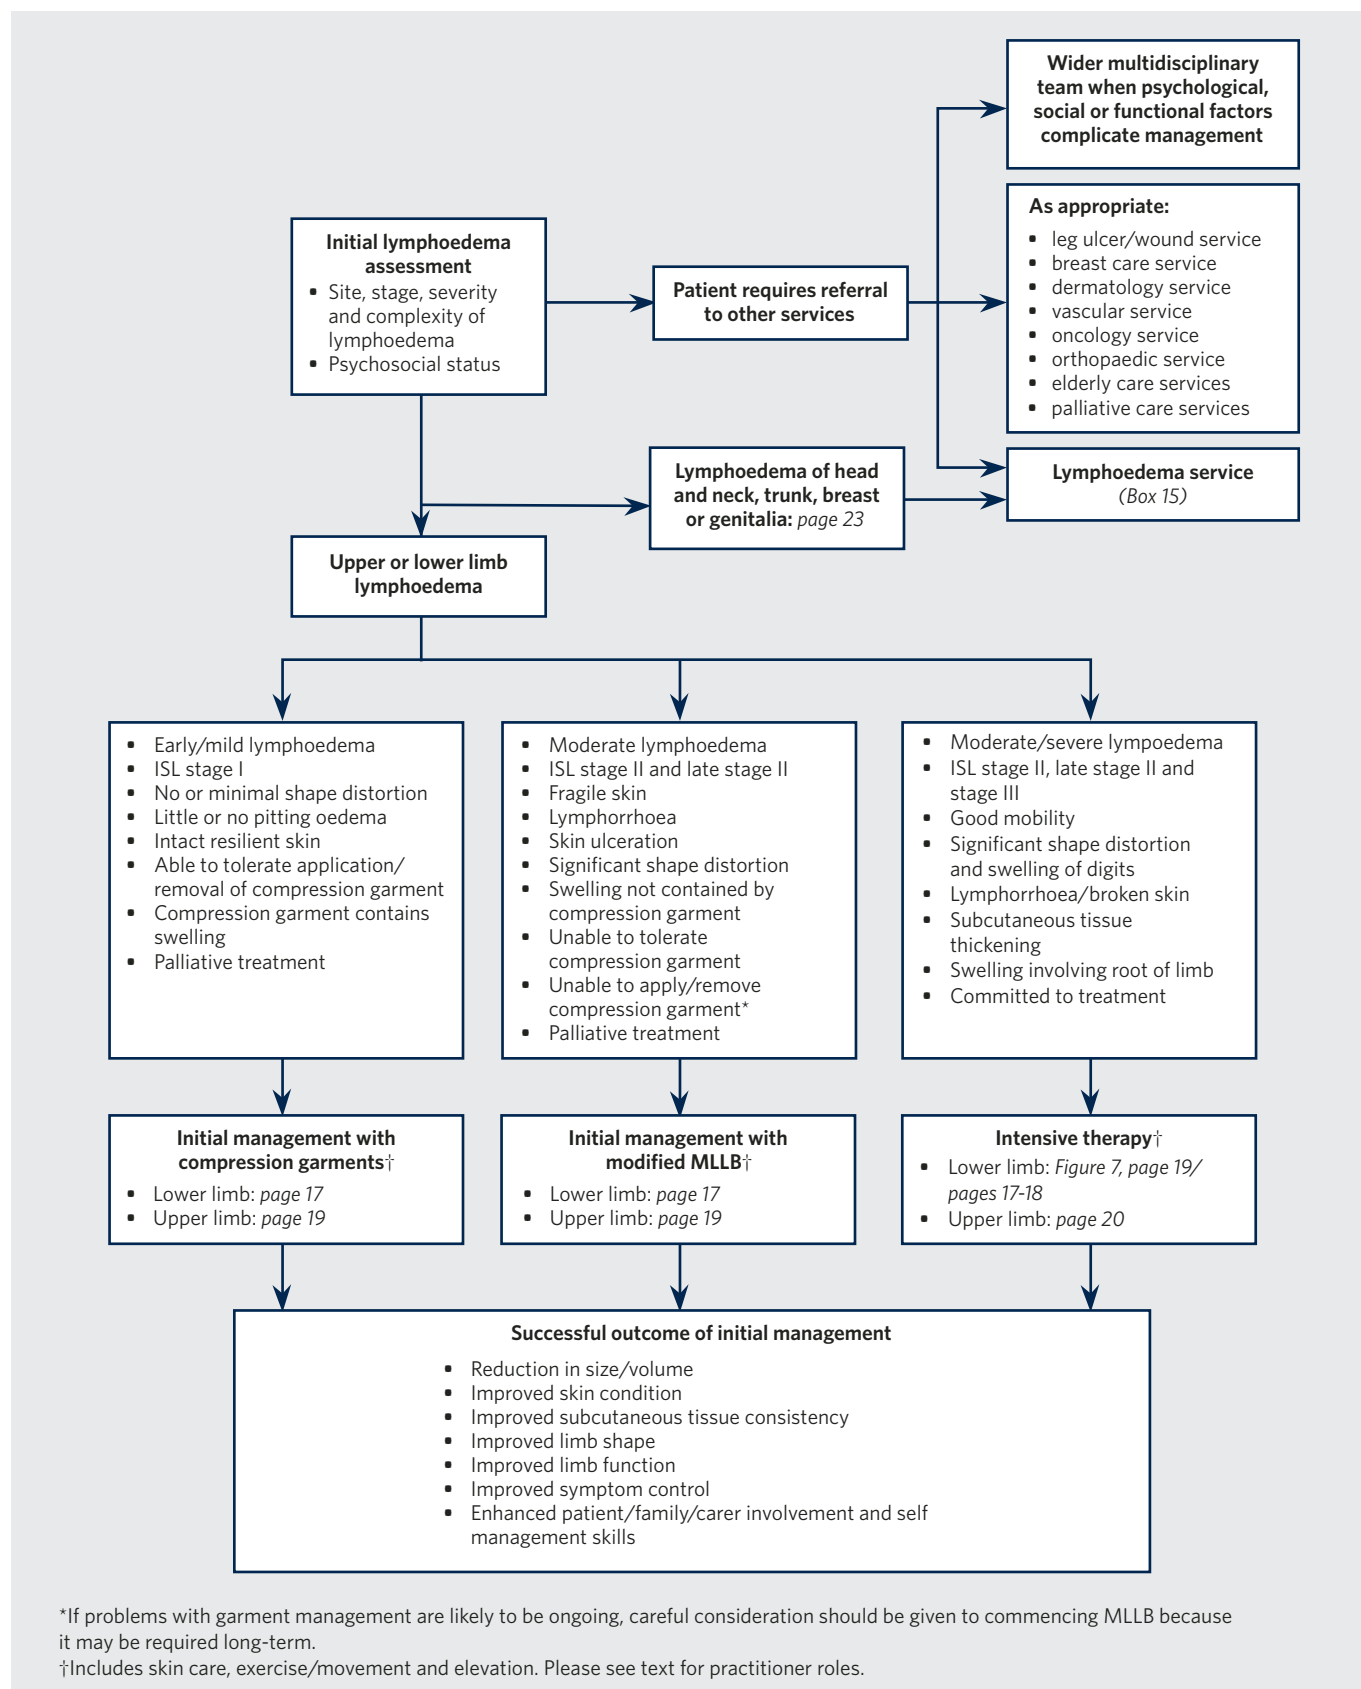 Wider multidisciplinary
team when psychological,
social or functional factors
complicate management
As appropriate:
▪ leg ulcer/wound service
▪ breast care service
▪ dermatology service
▪ vascular service
▪ oncology service
▪ orthopaedic service
▪ elderly care services
▪ palliative care services
Initial lymphoedema
assessment
▪ Site, stage, severity
and complexity of
lymphoedema
▪ Psychosocial status
Patient requires referral
to other services
Lymphoedema of head
and neck, trunk, breast
or genitalia: page 23
Lymphoedema service
(Box 15)
Upper or lower limb
lymphoedema
▪ Early/mild lymphoedema
▪ ISL stage I
▪ No or minimal shape distortion
▪ Little or no pitting oedema
▪ Intact resilient skin
▪ Able to tolerate application/
removal of compression garment
▪ Compression garment contains
swelling
▪ Palliative treatment
▪ Moderate lymphoedema
▪ ISL stage II and late stage II
▪ Fragile skin
▪ Lymphorrhoea
▪ Skin ulceration
▪ Significant shape distortion
▪ Swelling not contained by
compression garment
▪ Unable to tolerate
compression garment
▪ Unable to apply/remove
compression garment*
▪ Palliative treatment
▪ Moderate/severe lympoedema
▪ ISL stage II, late stage II and
stage III
▪ Good mobility
▪ Significant shape distortion
and swelling of digits
▪ Lymphorrhoea/broken skin
▪ Subcutaneous tissue
thickening
▪ Swelling involving root of limb
▪ Committed to treatment
Initial management with
compression garments†
▪ Lower limb: page 17
▪ Upper limb: page 19
Initial management with
modified MLLB†
▪ Lower limb: page 17
▪ Upper limb: page 19
Intensive therapy†
▪ Lower limb: Figure 7, page 19/
pages 17-18
▪ Upper limb: page 20
Successful outcome of initial management
▪ Reduction in size/volume
▪ Improved skin condition
▪ Improved subcutaneous tissue consistency
▪ Improved limb shape
▪ Improved limb function
▪ Improved symptom control
▪ Enhanced patient/family/carer involvement and self
management skills
*If problems with garment management are likely to be ongoing, careful consideration should be given to commencing MLLB because
it may be required long-term.
†Includes skin care, exercise/movement and elevation. Please see text for practitioner roles.